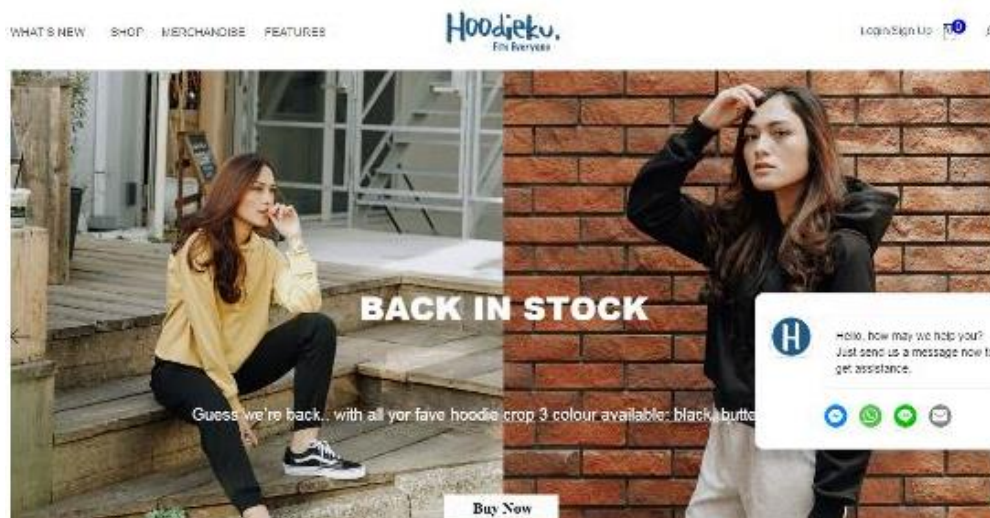 WHAT'S NEW SHOP MERCHANDISE FEATURES
Hoodieku.
Fits Everyone
Login/Sign Up 0
BACK IN STOCK
Guess we're back.. with all yor fave hoodie crop 3 colour available: black, butte
Buy Now
H
Hello, how may we help you?
Just send us a message now t
get assistance.